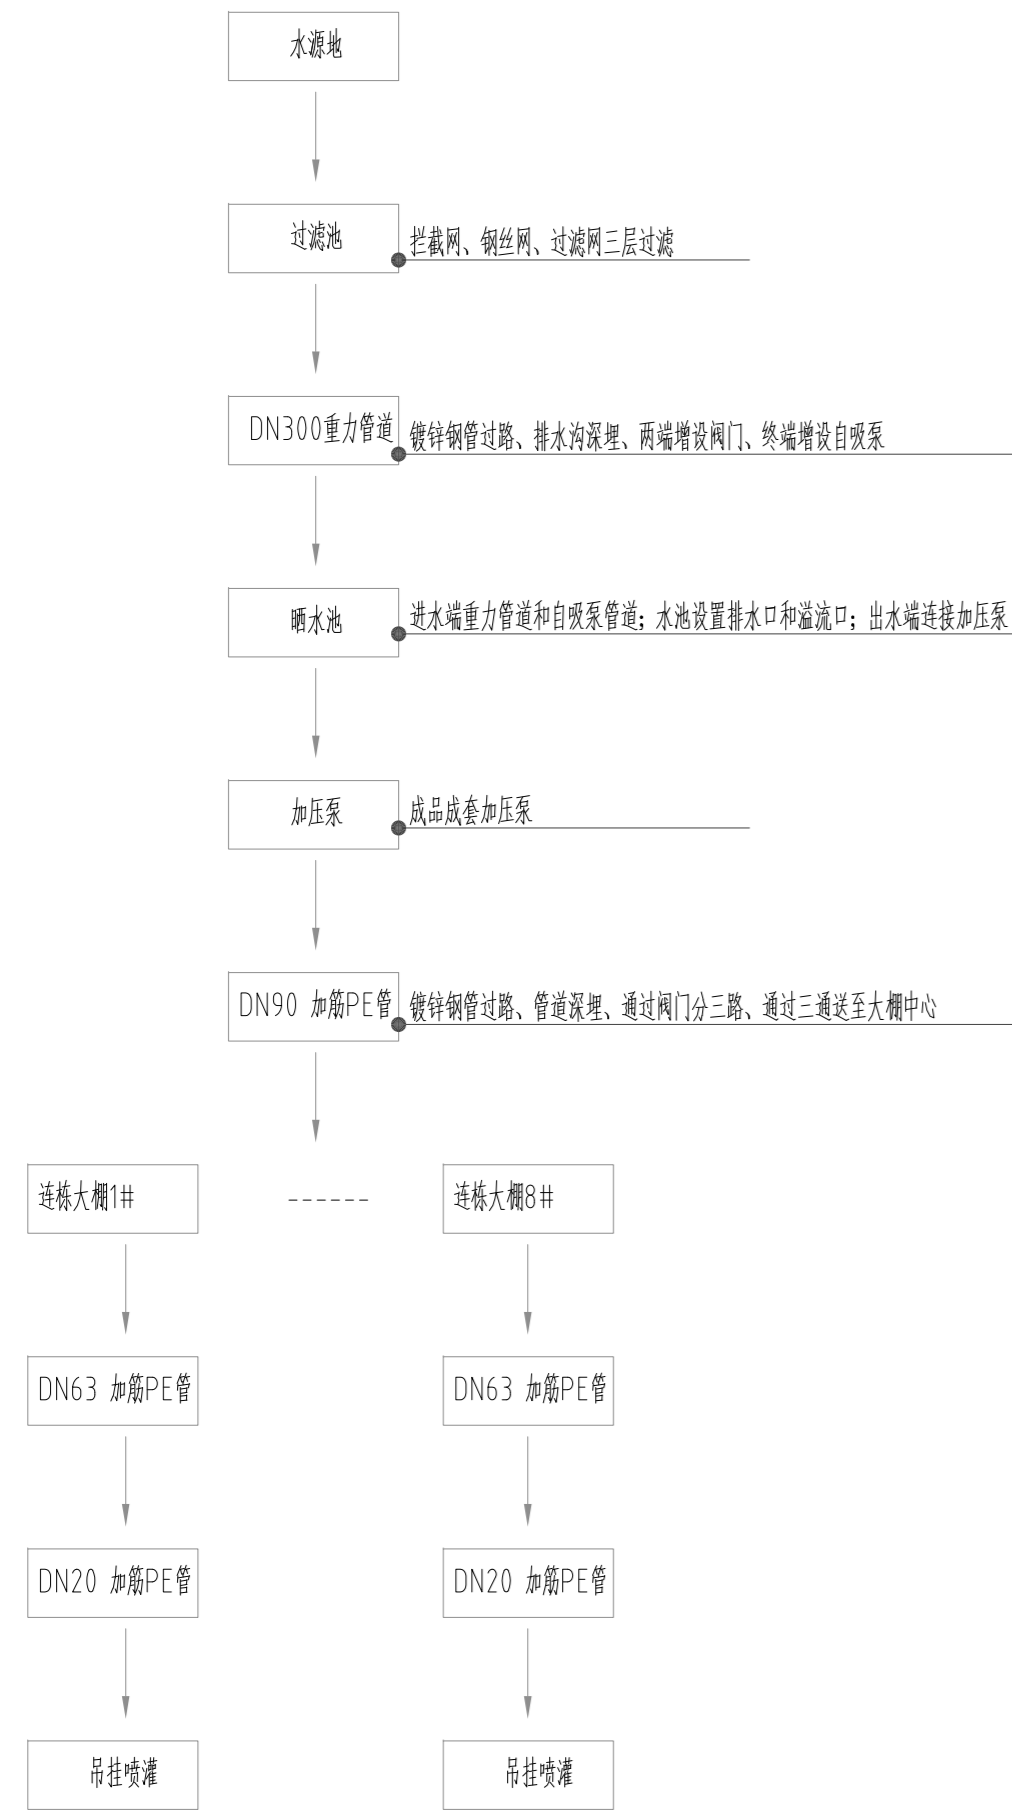 水源地
过滤池
拦截网、钢丝网、过滤网三层过滤
DN300重力管道
镀锌钢管过路、排水沟深埋、两端增设阀门、终端增设自吸泵
晒水池
进水端重力管道和自吸泵管道；水池设置排水口和溢流口；出水端连接加压泵
加压泵
成品成套加压泵
DN90 加筋PE管
镀锌钢管过路、管道深埋、通过阀门分三路、通过三通送至大棚中心
连栋大棚1#
------
连栋大棚8#
DN63 加筋PE管
DN63 加筋PE管
DN20 加筋PE管
DN20 加筋PE管
吊挂喷灌
吊挂喷灌